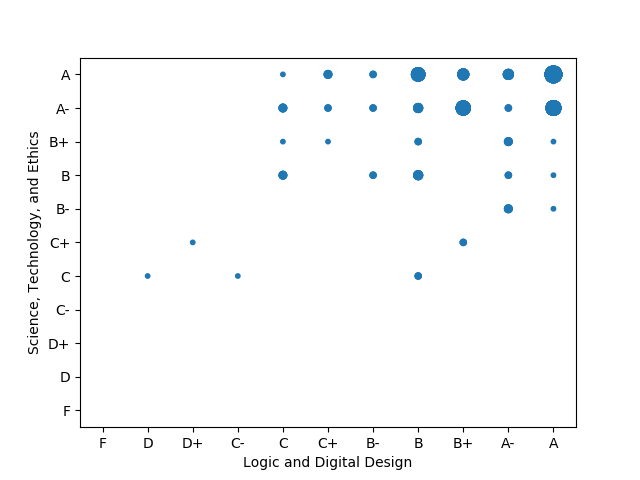 Science, Technology, and Ethics
A
A-
B+
B
B-
C+
C
C-
D+
D
F
F D D+ C- C C+ B- B B+ A- A
Logic and Digital Design